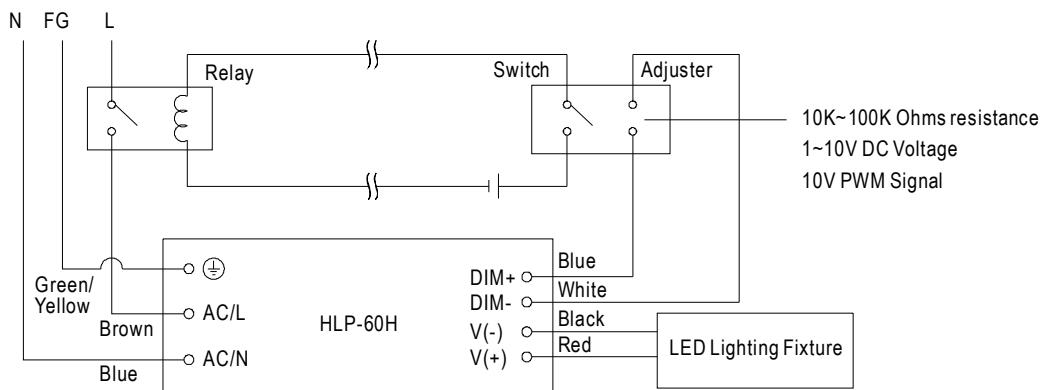 N FG L
Relay
Switch
Adjuster
10K~100K Ohms resistance
1~10V DC Voltage
10V PWM Signal
Green/
Yellow
Brown
Blue
AC/L
AC/N
HLP-60H
DIM+
DIM-
V(-)
V(+)
Blue
White
Black
Red
LED Lighting Fixture